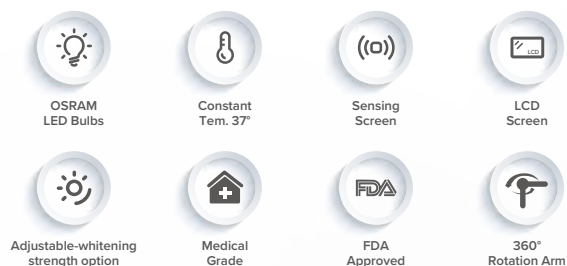 LCD
OSRAM
LED Bulbs
Constant
Tem. 37°
Sensing
Screen
LCD
Screen
FDA
Adjustable-whitening
strength option
Medical
Grade
FDA
Approved
360°
Rotation Arm